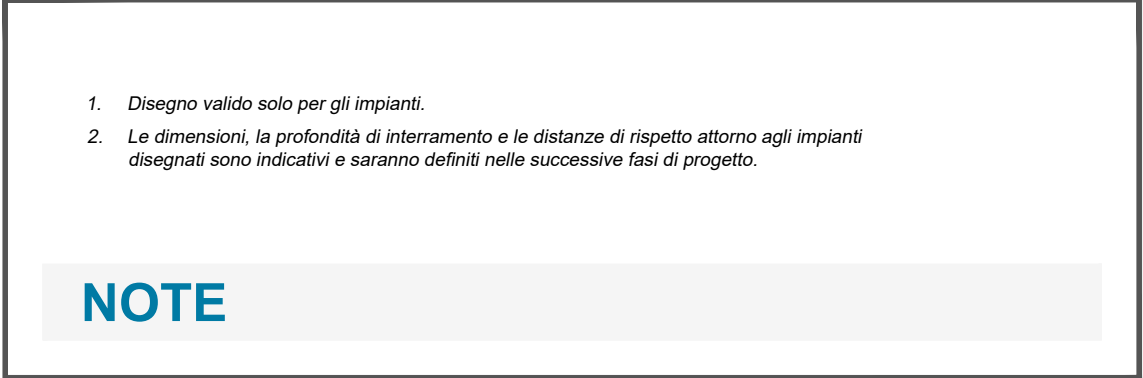 1. Disegno valido solo per gli impianti.
2. Le dimensioni, la profondità di interramento e le distanze di rispetto attorno agli impianti
disegnati sono indicativi e saranno definiti nelle successive fasi di progetto.
NOTE